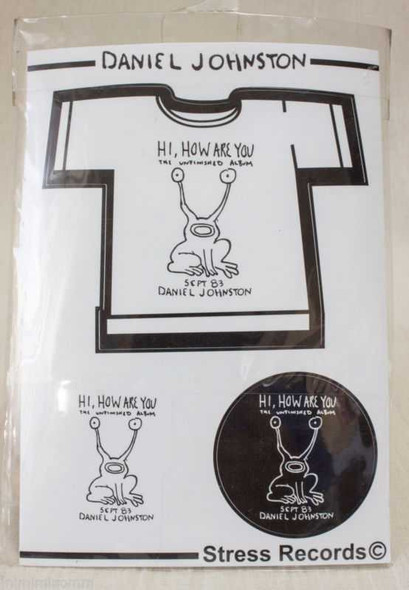 DANIEL JOHNSTON
HI, HOW ARE YOU
THE UNFINISHED ALBUM
SEPT 83
DANIEL JOHNSTON
HI, HOW ARE YOU
THE UNFINISHED ALBUM
SEPT 83
DANIEL JOHNSTON
HI, HOW ARE YOU
THE UNFINISHED ALBUM
SEPT 83
DANIEL JOHNSTON
Stress Records©